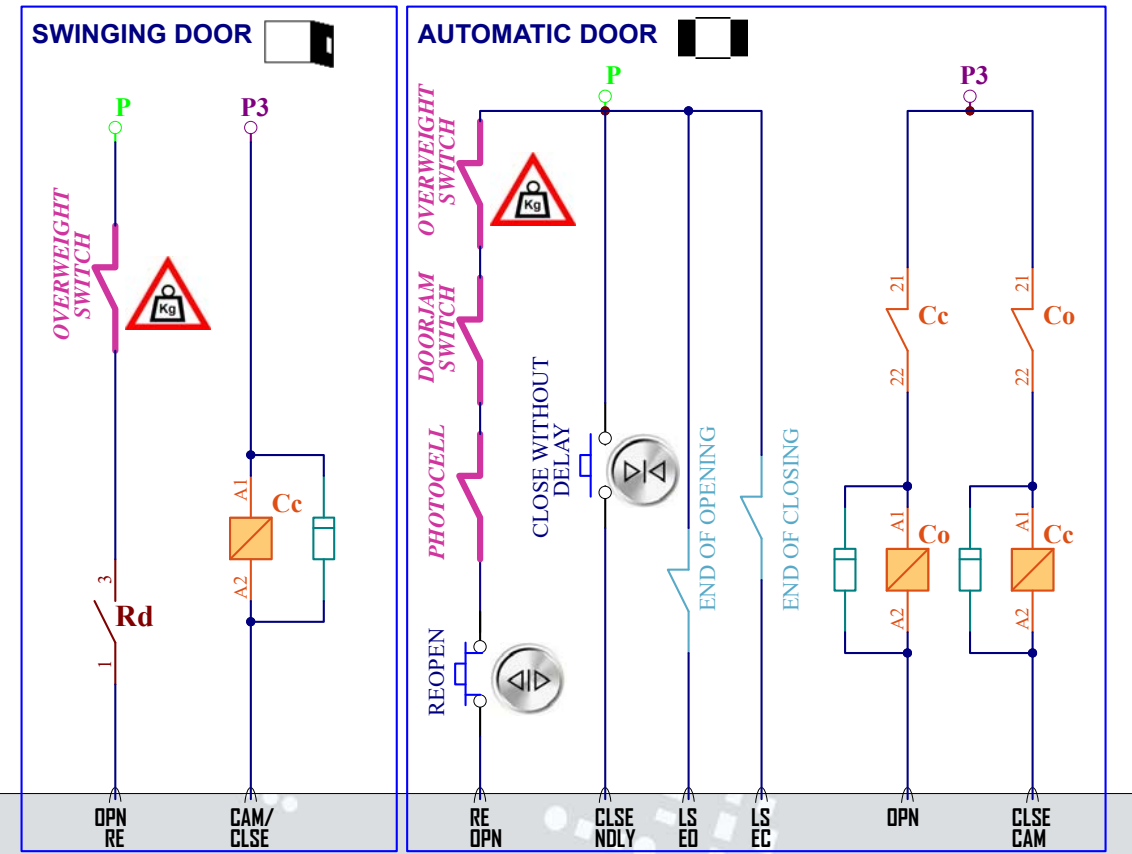 SWINGING DOOR
P
P3
OVERWEIGHT
SWITCH
Kg
A1
Cc
A2
3
Rd
1
OPN
RE
CAM/
CLSE
AUTOMATIC DOOR
P
P3
OVERWEIGHT
SWITCH
Kg
DOORJAM
SWITCH
PHOTOCELL
REOPEN
CLOSE WITHOUT
DELAY
END OF OPENING
END OF CLOSING
21
Cc
22
21
Co
22
A1
Co
A2
A1
Cc
A2
RE
OPN
CLSE
NDLY
LS
EO
LS
EC
OPN
CLSE
CAM